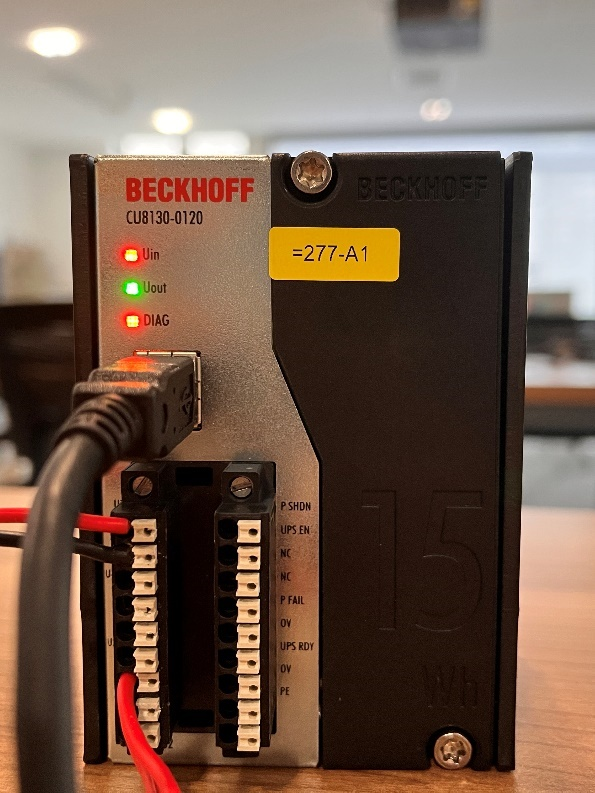 BECKHOFF
CU8130-0120
BECKHOFF
=277-A1
Uin
Uout
DIAG
P SHDN
UPS EN
NC
NC
P FAIL
0V
UPS RDY
0V
PE
15
Wh